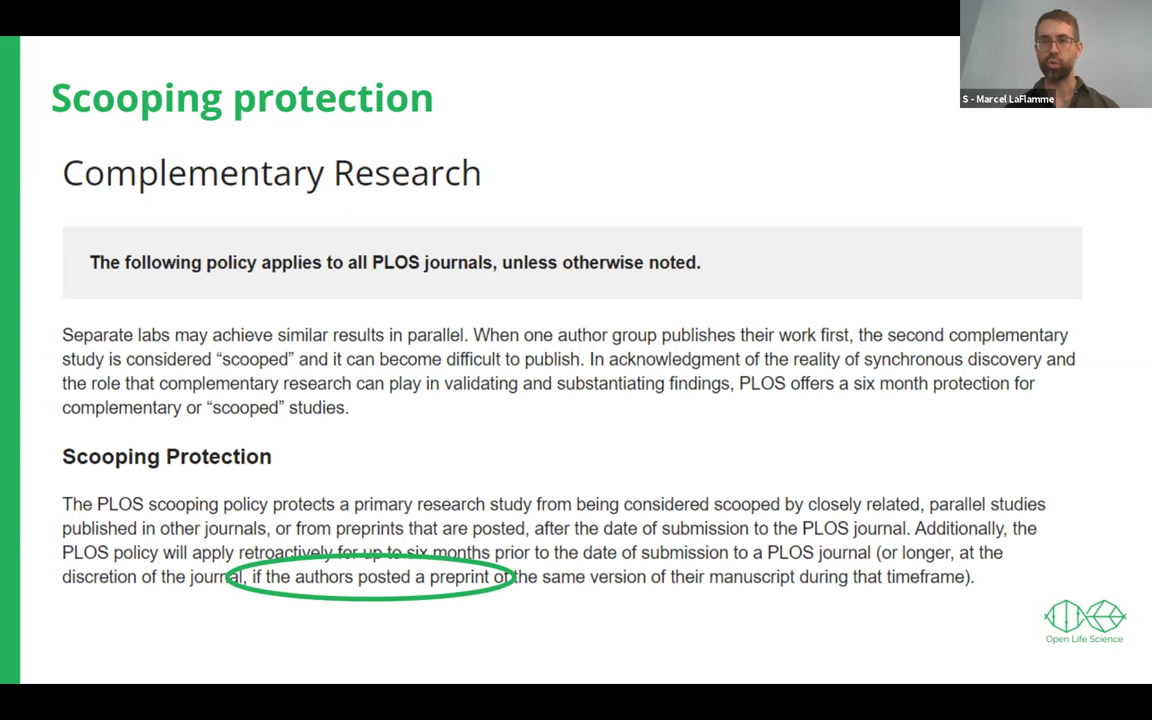 Scooping protection
S - Marcel LaFlamme
Complementary Research
The following policy applies to all PLOS journals, unless otherwise noted.
Separate labs may achieve similar results in parallel. When one author group publishes their work first, the second complementary
study is considered “scooped” and it can become difficult to publish. In acknowledgment of the reality of synchronous discovery and
the role that complementary research can play in validating and substantiating findings, PLOS offers a six month protection for
complementary or “scooped” studies.
Scooping Protection
The PLOS scooping policy protects a primary research study from being considered scooped by closely related, parallel studies
published in other journals, or from preprints that are posted, after the date of submission to the PLOS journal. Additionally, the
PLOS policy will apply retroactively for up to six months prior to the date of submission to a PLOS journal (or longer, at the
discretion of the journal, if the authors posted a preprint of the same version of their manuscript during that timeframe).
Open Life Science